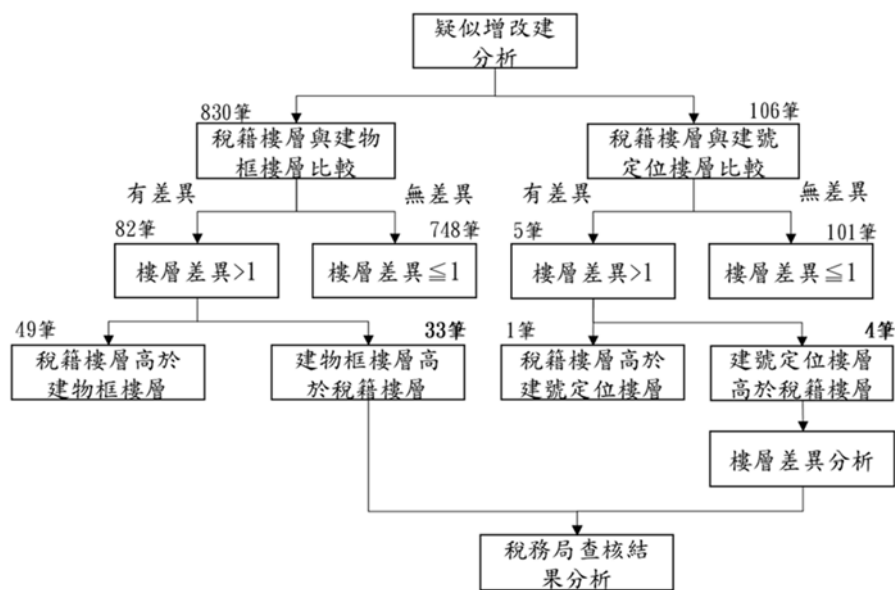 疑似增改建
分析
830筆
106筆
稅籍樓層與建物
框樓層比較
稅籍樓層與建號
定位樓層比較
有差異
無差異
有差異
無差異
82筆
748筆
5筆
101筆
樓層差異>1
樓層差異≦1
樓層差異>1
樓層差異≦1
49筆
33筆
1筆
4筆
稅籍樓層高於
建物框樓層
建物框樓層高
於稅籍樓層
稅籍樓層高於
建號定位樓層
建號定位樓層
高於稅籍樓層
樓層差異分析
稅務局查核結
果分析